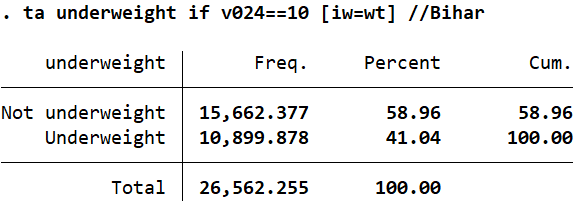 . ta underweight if v024==10 [iw=wt] //Bihar
underweight Freq. Percent Cum.
Not underweight 15,662.377 58.96 58.96
Underweight 10,899.878 41.04 100.00
Total 26,562.255 100.00